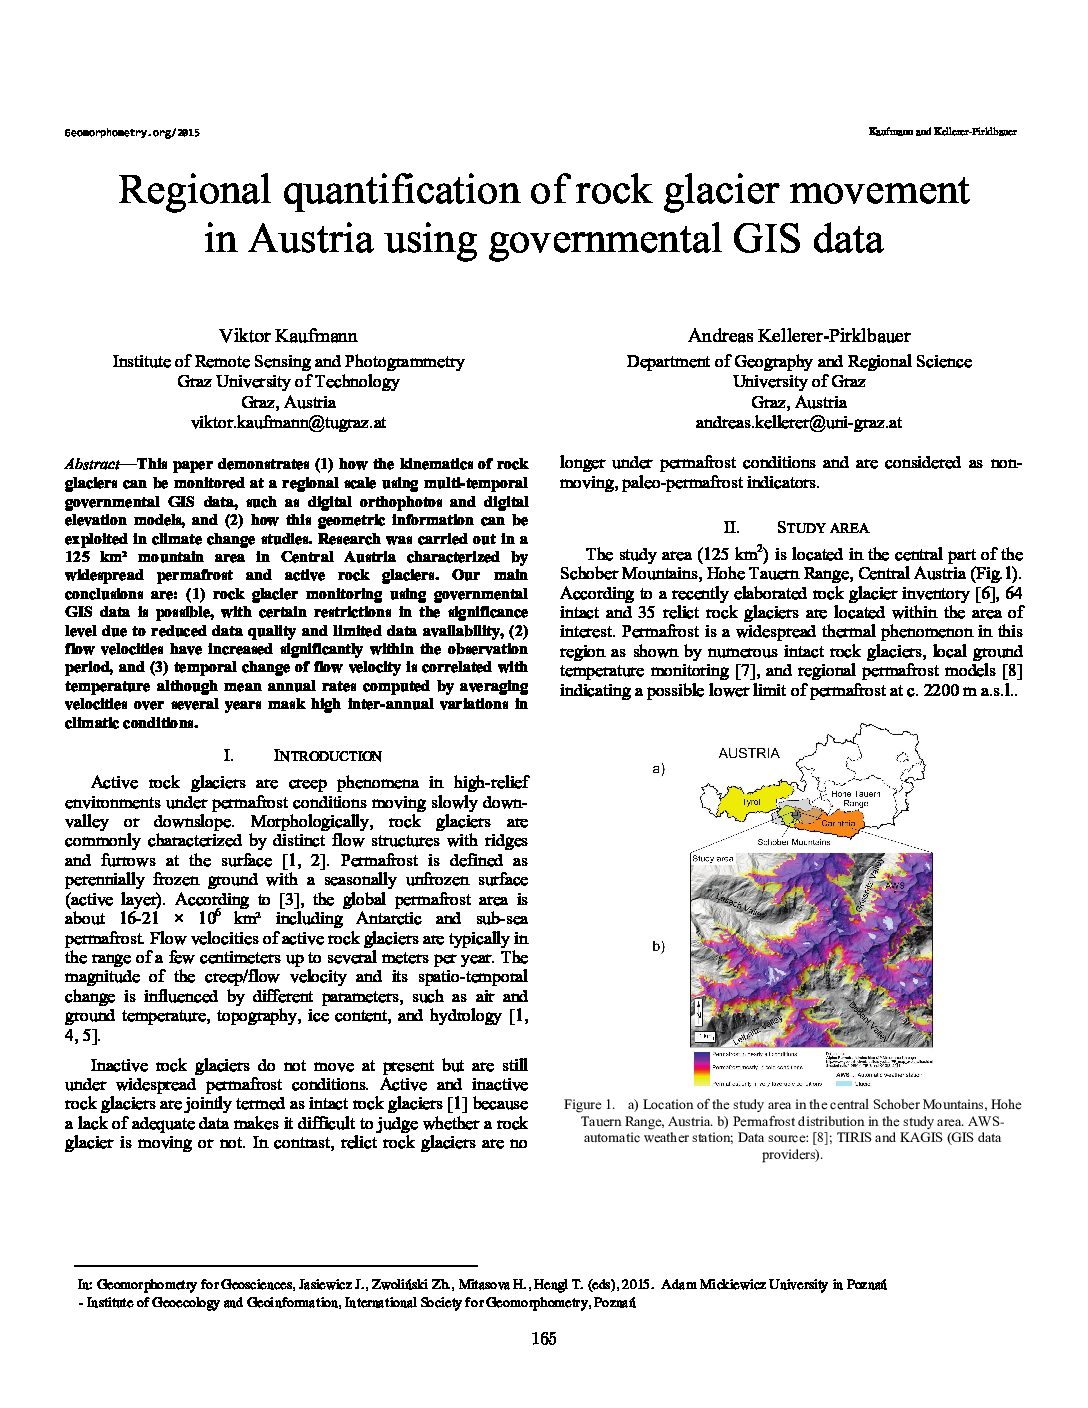 Geomorphometry.org/2015
Kaufmann and Kellerer-Pirklbauer
Regional quantification of rock glacier movement
in Austria using governmental GIS data
Viktor Kaufmann
Institute of Remote Sensing and Photogrammetry
Graz University of Technology
Graz, Austria
viktor.kaufmann@tugraz.at
Andreas Kellerer-Pirklbauer
Department of Geography and Regional Science
University of Graz
Graz, Austria
andreas.kellerer@uni-graz.at
Abstract—This paper demonstrates (1) how the kinematics of rock
glaciers can be monitored at a regional scale using multi-temporal
governmental GIS data, such as digital orthophotos and digital
elevation models, and (2) how this geometric information can be
exploited in climate change studies. Research was carried out in a
125 km² mountain area in Central Austria characterized by
widespread permafrost and active rock glaciers. Our main
conclusions are: (1) rock glacier monitoring using governmental
GIS data is possible, with certain restrictions in the significance
level due to reduced data quality and limited data availability, (2)
flow velocities have increased significantly within the observation
period, and (3) temporal change of flow velocity is correlated with
temperature although mean annual rates computed by averaging
velocities over several years mask high inter-annual variations in
climatic conditions.
I. INTRODUCTION
Active rock glaciers are creep phenomena in high-relief
environments under permafrost conditions moving slowly down-
valley or downslope. Morphologically, rock glaciers are
commonly characterized by distinct flow structures with ridges
and furrows at the surface [1, 2]. Permafrost is defined as
perennially frozen ground with a seasonally unfrozen surface
(active layer). According to [3], the global permafrost area is
about 16-21 × 10⁶ km² including Antarctic and sub-sea
permafrost. Flow velocities of active rock glaciers are typically in
the range of a few centimeters up to several meters per year. The
magnitude of the creep/flow velocity and its spatio-temporal
change is influenced by different parameters, such as air and
ground temperature, topography, ice content, and hydrology [1,
4, 5].
Inactive rock glaciers do not move at present but are still
under widespread permafrost conditions. Active and inactive
rock glaciers are jointly termed as intact rock glaciers [1] because
a lack of adequate data makes it difficult to judge whether a rock
glacier is moving or not. In contrast, relict rock glaciers are no
longer under permafrost conditions and are considered as non-
moving, paleo-permafrost indicators.
II. STUDY AREA
The study area (125 km²) is located in the central part of the
Schober Mountains, Hohe Tauern Range, Central Austria (Fig.1).
According to a recently elaborated rock glacier inventory [6], 64
intact and 35 relict rock glaciers are located within the area of
interest. Permafrost is a widespread thermal phenomenon in this
region as shown by numerous intact rock glaciers, local ground
temperature monitoring [7], and regional permafrost models [8]
indicating a possible lower limit of permafrost at c. 2200 m a.s.l..
a)
AUSTRIA
Tyrol
Hohe Tauern
Range
Carinthia
Schober Mountains
b)
Study area
AWS
N
Permafrost in nearly all conditions
Permafrost mostly in cold conditions
Permafrost only in very favorable conditions
AWS Automatic weather station
Glacier
Figure 1. a) Location of the study area in the central Schober Mountains, Hohe
Tauern Range, Austria. b) Permafrost distribution in the study area. AWS-
automatic weather station; Data source: [8]; TIRIS and KAGIS (GIS data
providers).
In: Geomorphometry for Geosciences, Jasiewicz J., Zwoliński Zb., Mitasova H., Hengl T. (eds), 2015. Adam Mickiewicz University in Poznań
- Institute of Geoecology and Geoinformation, International Society for Geomorphometry, Poznań
165